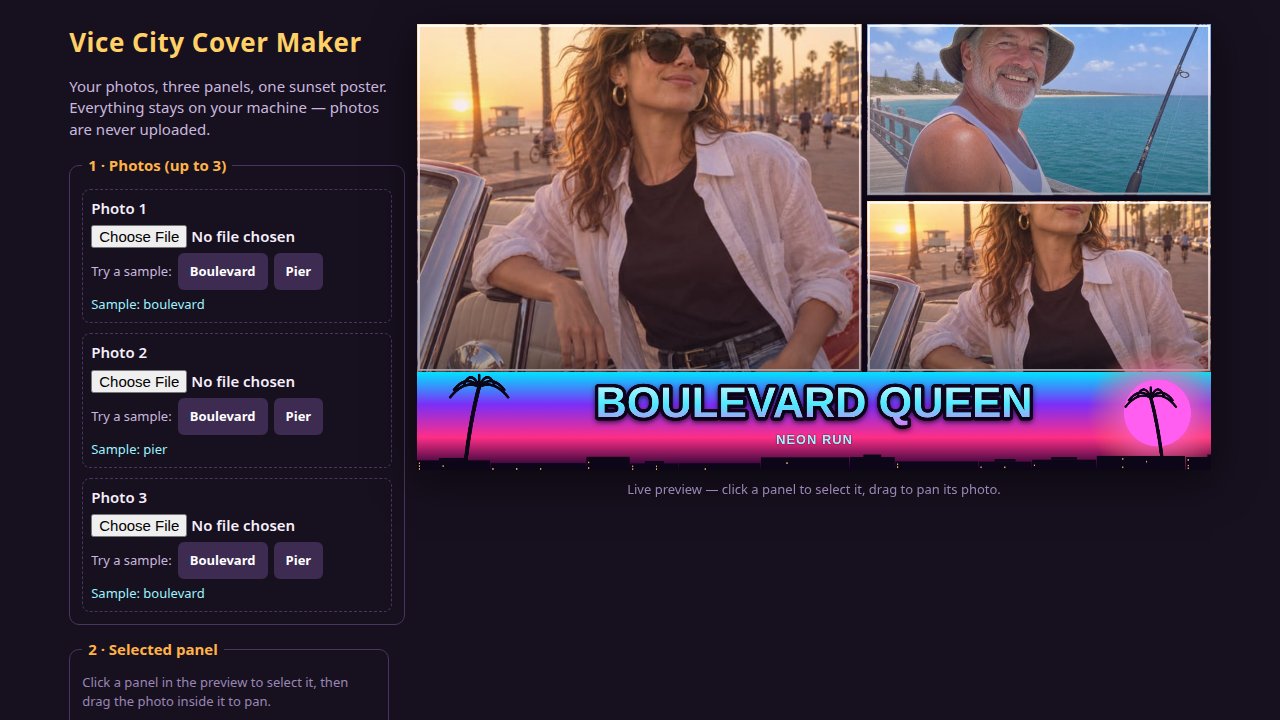 Vice City Cover Maker
Your photos, three panels, one sunset poster.
Everything stays on your machine — photos
are never uploaded.
1 · Photos (up to 3)
Photo 1
Choose File No file chosen
Try a sample: Boulevard Pier
Sample: boulevard
Photo 2
Choose File No file chosen
Try a sample: Boulevard Pier
Sample: pier
Photo 3
Choose File No file chosen
Try a sample: Boulevard Pier
Sample: boulevard
2 · Selected panel
Click a panel in the preview to select it, then
drag the photo inside it to pan.
BOULEVARD QUEEN
NEON RUN
Live preview — click a panel to select it, drag to pan its photo.